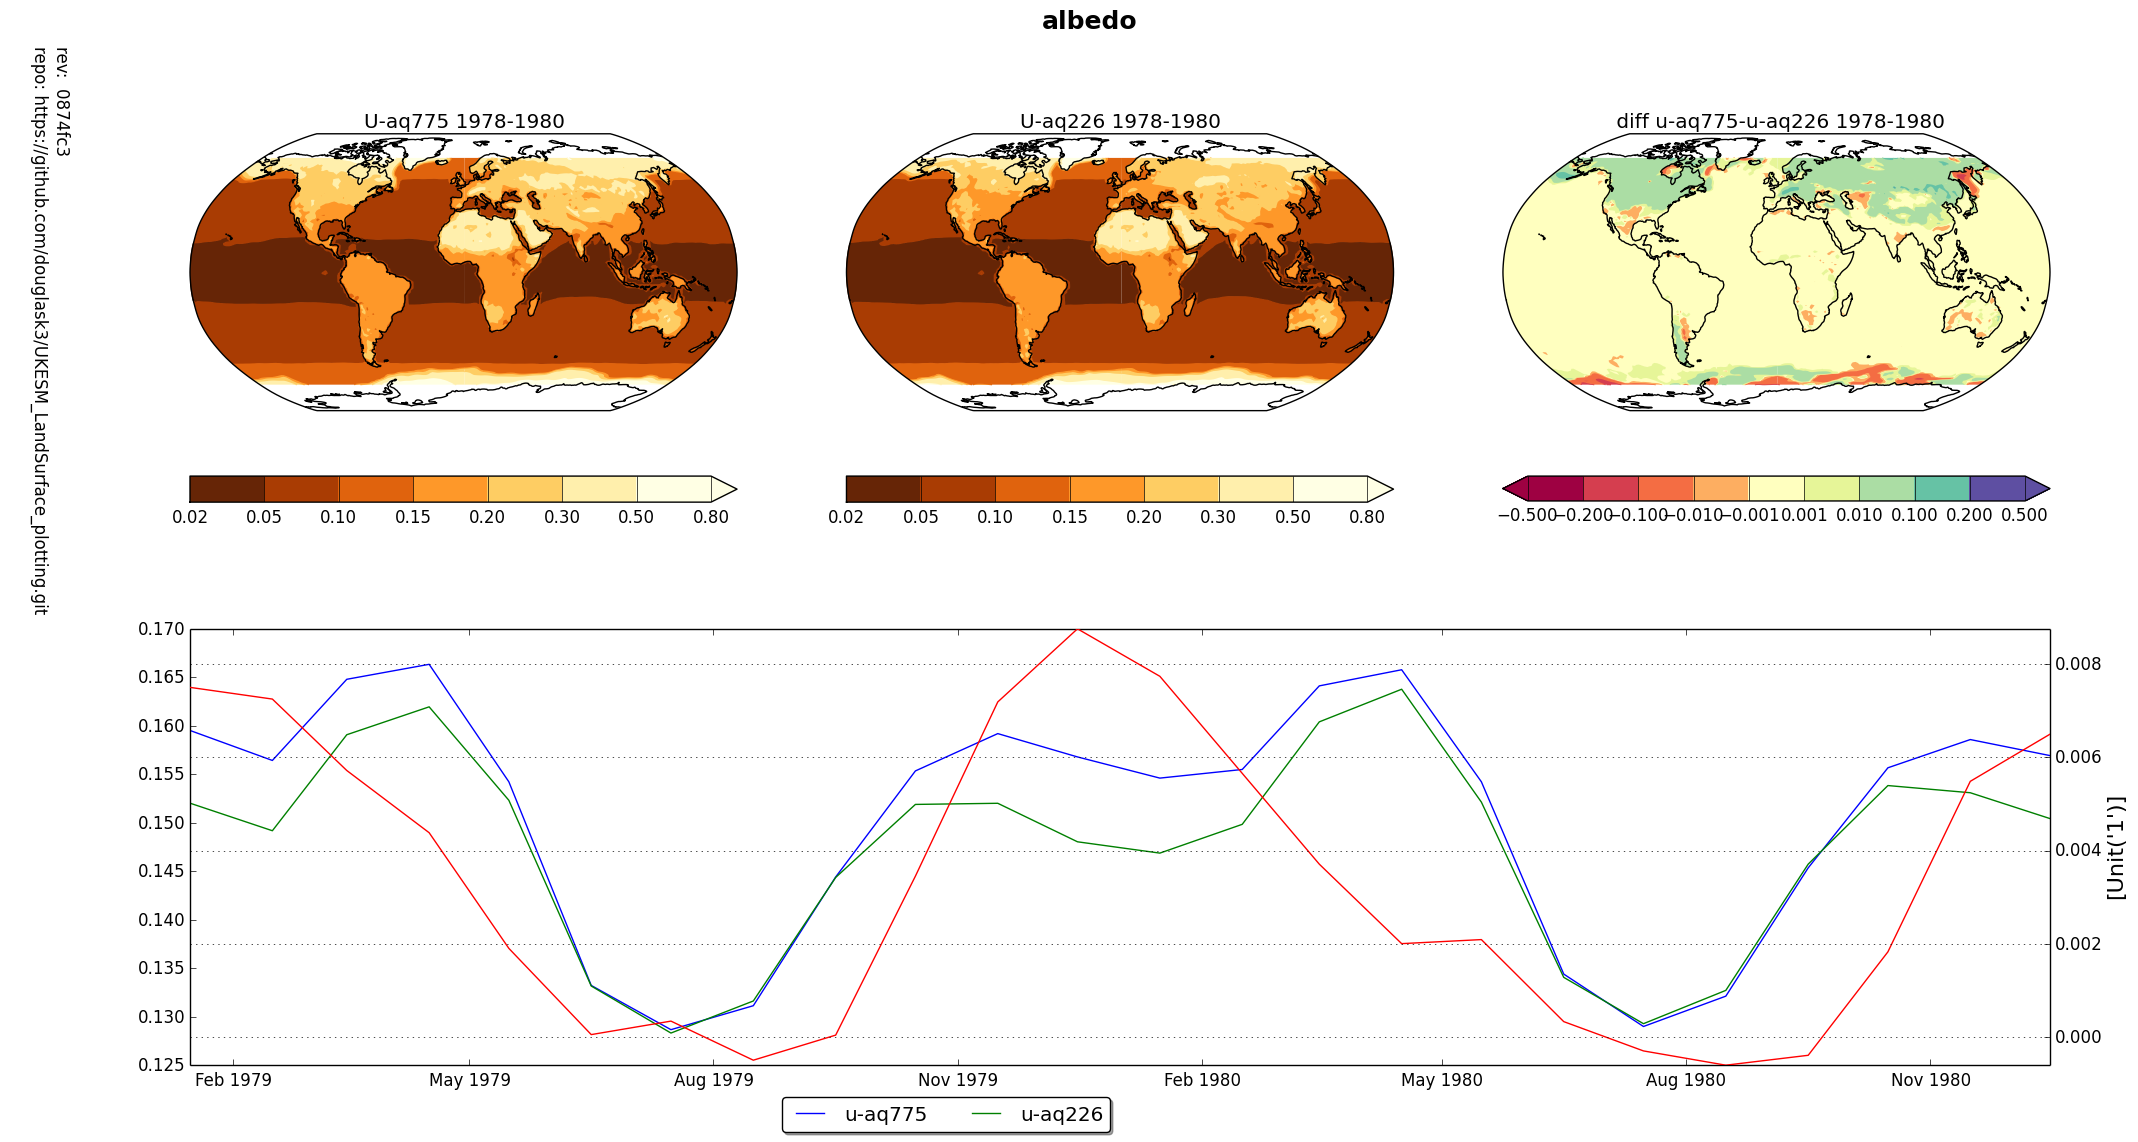 albedo
rev: 0874fc3
repo: https://github.com/douglask3/UKESM_LandSurface_plotting.git
U-aq775 1978-1980
U-aq226 1978-1980
diff u-aq775-u-aq226 1978-1980
0.02 0.05 0.10 0.15 0.20 0.30 0.50 0.80
0.02 0.05 0.10 0.15 0.20 0.30 0.50 0.80
−0.500 −0.200 −0.100 −0.010 −0.001 0.001 0.010 0.100 0.200 0.500
0.170
0.165
0.160
0.155
0.150
0.145
0.140
0.135
0.130
0.125
0.008
0.006
0.004
0.002
0.000
[Unit('1')]
Feb 1979 May 1979 Aug 1979 Nov 1979 Feb 1980 May 1980 Aug 1980 Nov 1980
u-aq775 u-aq226